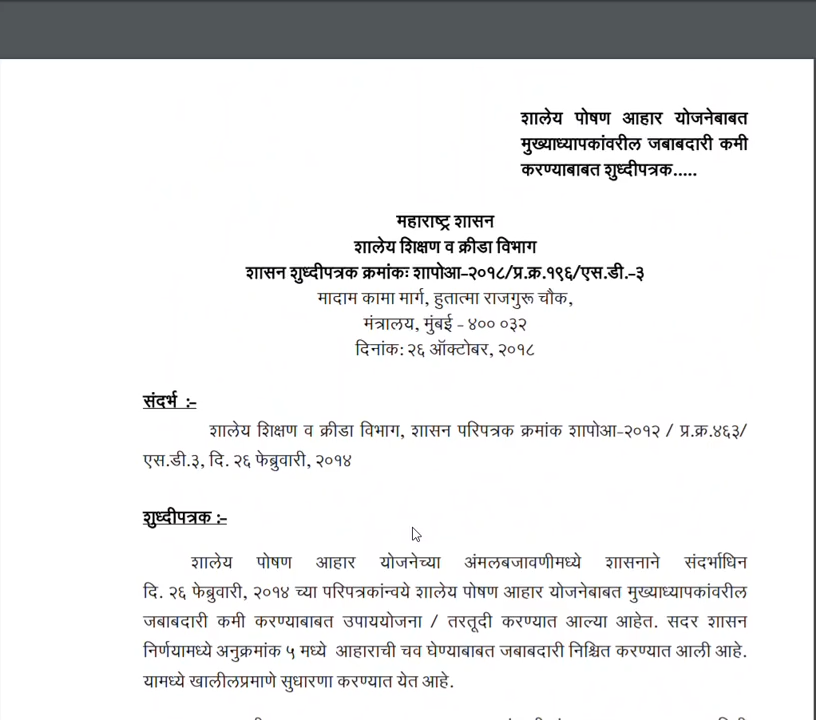 शालेय पोषण आहार योजनेबाबत
मुख्याध्यापकांवरील जबाबदारी कमी
करण्याबाबत शुध्दीपत्रक.....
महाराष्ट्र शासन
शालेय शिक्षण व क्रीडा विभाग
शासन शुध्दीपत्रक क्रमांकः शापोआ-२०१८/प्र.क्र.१९६/एस.डी.-३
मादाम कामा मार्ग, हुतात्मा राजगुरू चौक,
मंत्रालय, मुंबई - ४०० ०३२
दिनांक: २६ ऑक्टोबर, २०१८
संदर्भ :-
शालेय शिक्षण व क्रीडा विभाग, शासन परिपत्रक क्रमांक शापोआ-२०१२ / प्र.क्र.४६३/
एस.डी.३, दि. २६ फेब्रुवारी, २०१४
शुध्दीपत्रक :-
शालेय पोषण आहार योजनेच्या अंमलबजावणीमध्ये शासनाने संदर्भाधिन
दि. २६ फेब्रुवारी, २०१४ च्या परिपत्रकांन्वये शालेय पोषण आहार योजनेबाबत मुख्याध्यापकांवरील
जबाबदारी कमी करण्याबाबत उपाययोजना / तरतूदी करण्यात आल्या आहेत. सदर शासन
निर्णयामध्ये अनुक्रमांक ५ मध्ये आहाराची चव घेण्याबाबत जबाबदारी निश्चित करण्यात आली आहे.
यामध्ये खालीलप्रमाणे सुधारणा करण्यात येत आहे.